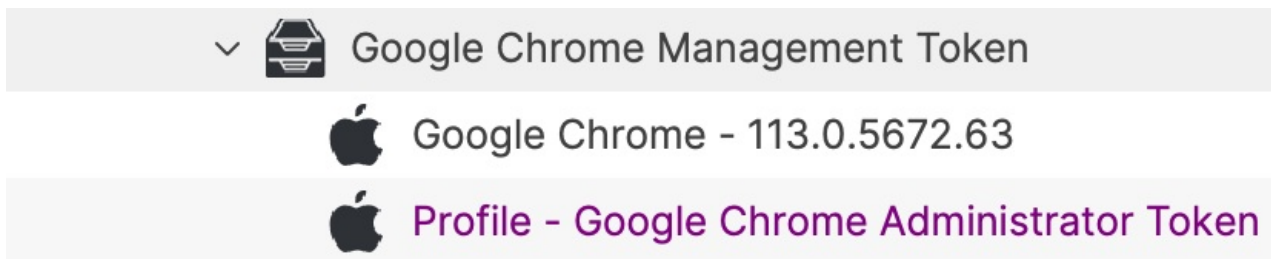 Google Chrome Management Token
Google Chrome - 113.0.5672.63
Profile - Google Chrome Administrator Token